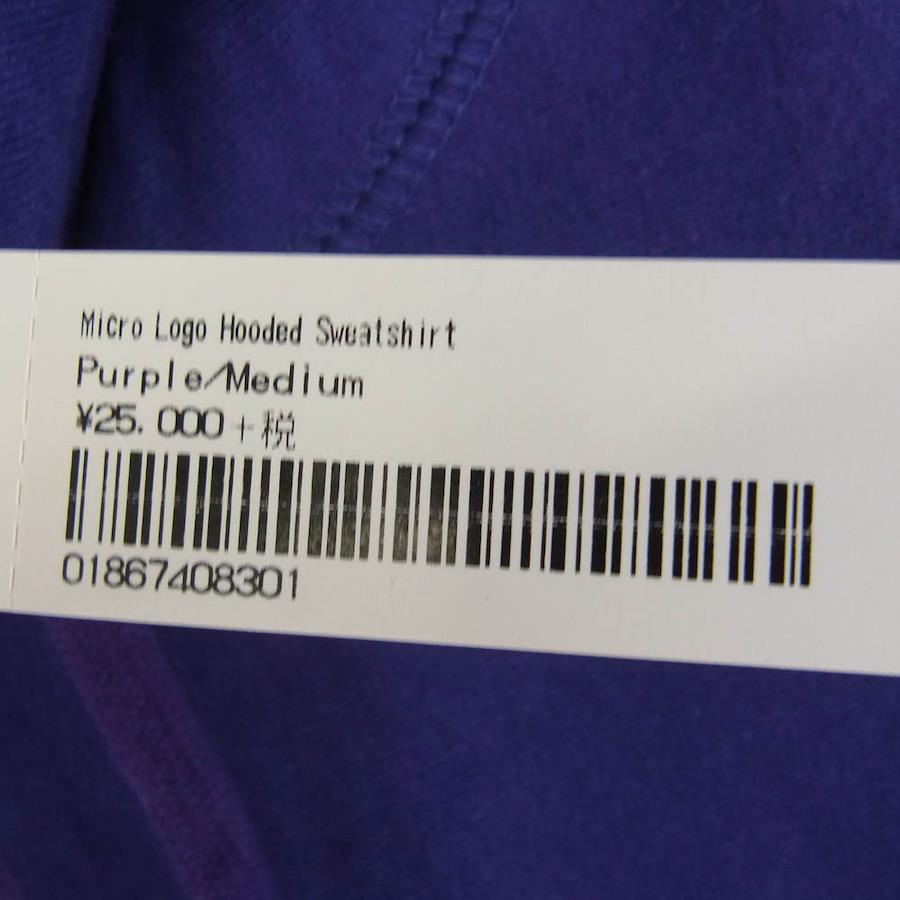 Micro Logo Hooded Sweatshirt
Purple/Medium
¥25.000+税
01867408301